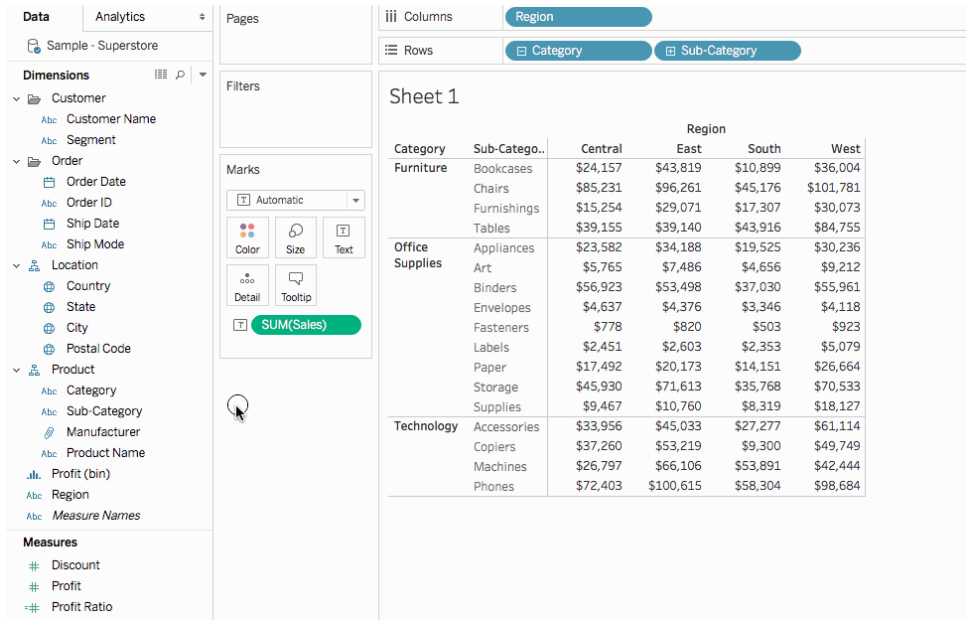 Data Analytics
Sample - Superstore
Dimensions
Customer
Abc Customer Name
Abc Segment
Order
Order Date
Abc Order ID
Ship Date
Abc Ship Mode
Location
Country
State
City
Postal Code
Product
Abc Category
Abc Sub-Category
Manufacturer
Abc Product Name
Profit (bin)
Abc Region
Abc Measure Names
Measures
# Discount
# Profit
=# Profit Ratio
Pages
Filters
Marks
T Automatic
Color Size T Text
Detail Tooltip
T SUM(Sales)
Columns Region
Rows Category Sub-Category
Sheet 1
Region
Category Sub-Catego.. Central East South West
Furniture Bookcases $24,157 $43,819 $10,899 $36,004
Chairs $85,231 $96,261 $45,176 $101,781
Furnishings $15,254 $29,071 $17,307 $30,073
Tables $39,155 $39,140 $43,916 $84,755
Office Supplies Appliances $23,582 $34,188 $19,525 $30,236
Art $5,765 $7,486 $4,656 $9,212
Binders $56,923 $53,498 $37,030 $55,961
Envelopes $4,637 $4,376 $3,346 $4,118
Fasteners $778 $820 $503 $923
Labels $2,451 $2,603 $2,353 $5,079
Paper $17,492 $20,173 $14,151 $26,664
Storage $45,930 $71,613 $35,768 $70,533
Supplies $9,467 $10,760 $8,319 $18,127
Technology Accessories $33,956 $45,033 $27,277 $61,114
Copiers $37,260 $53,219 $9,300 $49,749
Machines $26,797 $66,106 $53,891 $42,444
Phones $72,403 $100,615 $58,304 $98,684